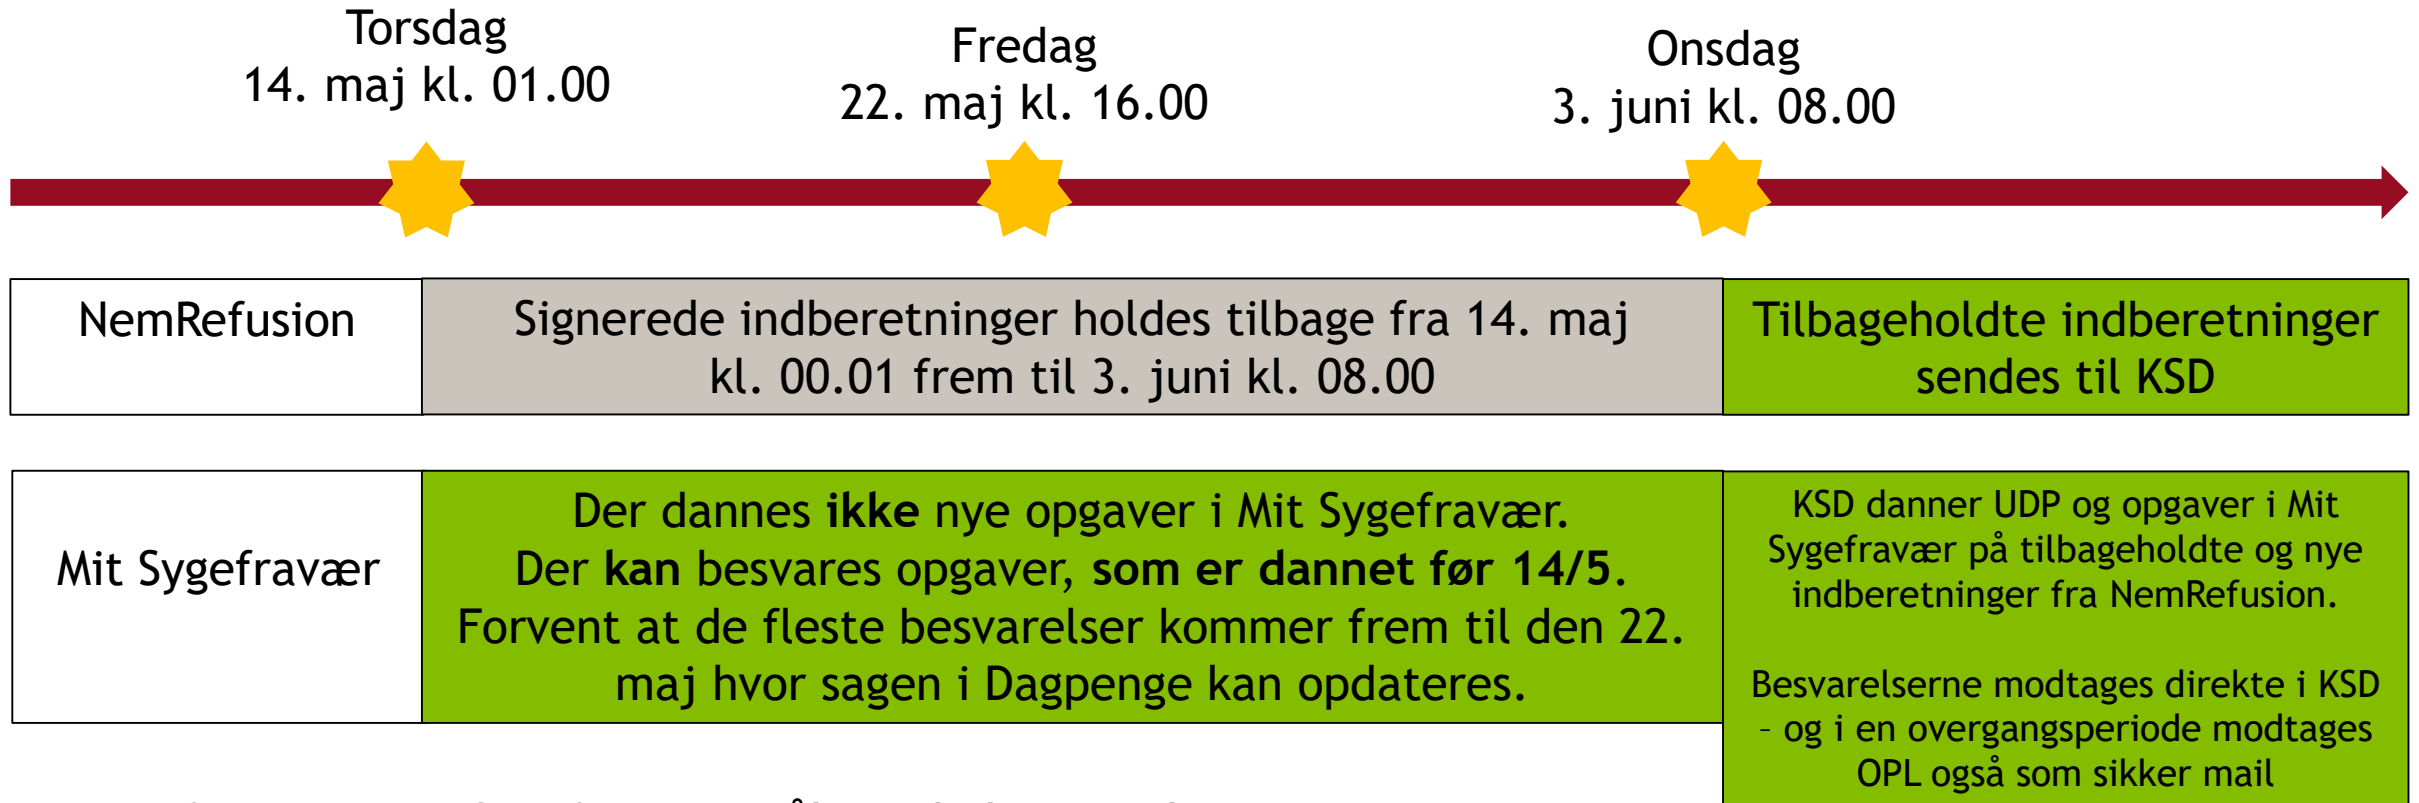 Torsdag
14. maj kl. 01.00
Fredag
22. maj kl. 16.00
Onsdag
3. juni kl. 08.00
NemRefusion
Signerede indberetninger holdes tilbage fra 14. maj
kl. 00.01 frem til 3. juni kl. 08.00
Tilbageholdte indberetninger
sendes til KSD
Mit Sygefravær
Der dannes ikke nye opgaver i Mit Sygefravær.
Der kan besvares opgaver, som er dannet før 14/5.
Forvent at de fleste besvarelser kommer frem til den 22.
maj hvor sagen i Dagpenge kan opdateres.
KSD danner UDP og opgaver i Mit
Sygefravær på tilbageholdte og nye
indberetninger fra NemRefusion.
Besvarelserne modtages direkte i KSD
– og i en overgangsperiode modtages
OPL også som sikker mail